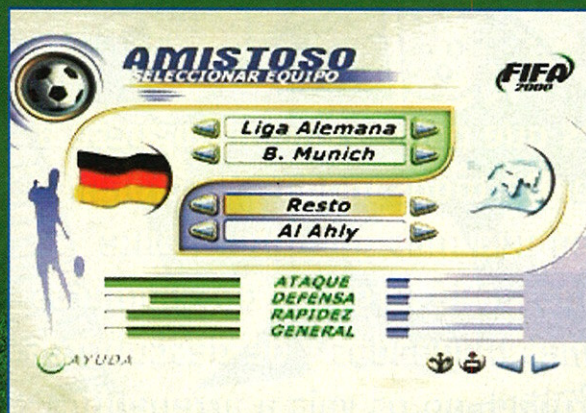 AMISTOSO
SELECCIONAR EQUIPO
FIFA
2000
Liga Alemana
B. Munich
Resto
Al Ahly
ATAQUE
DEFENSA
RAPIDEZ
GENERAL
AYUDA